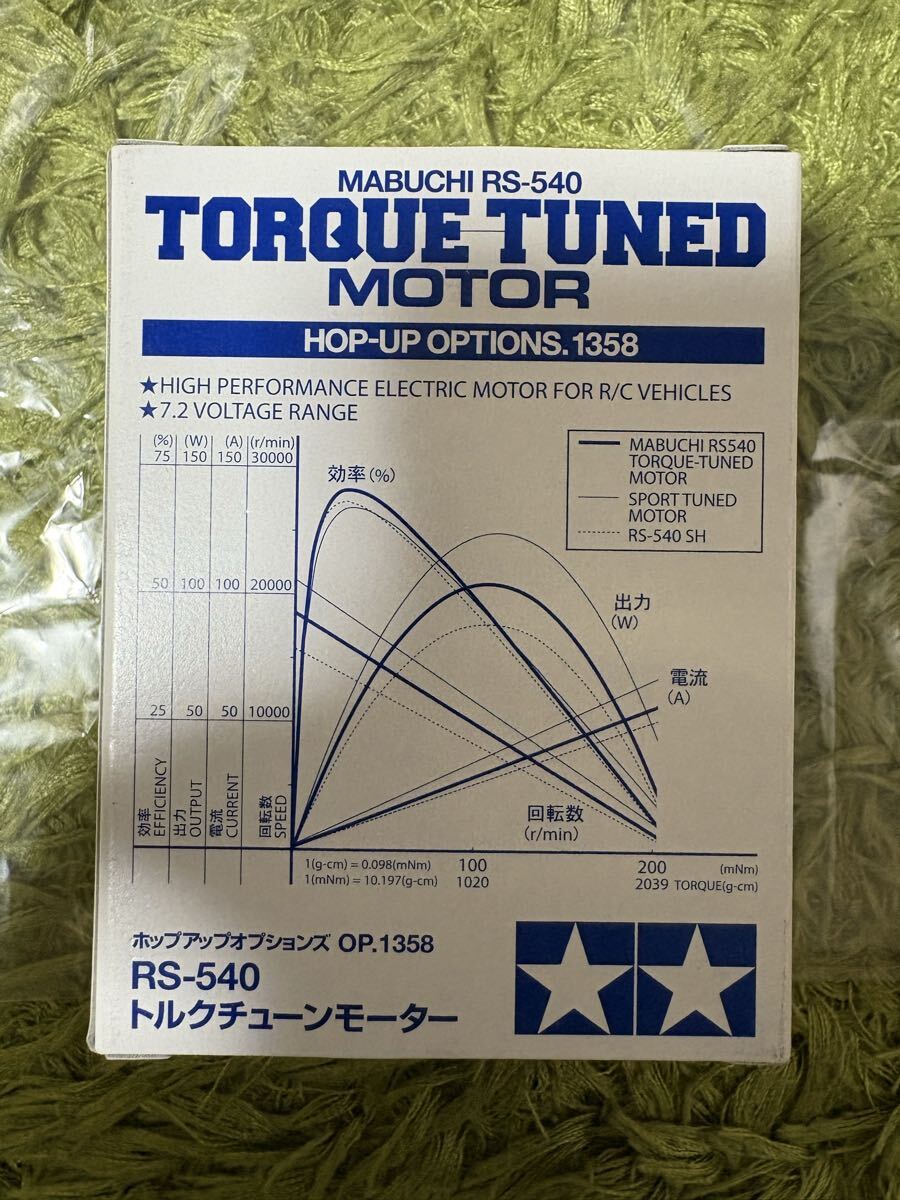 MABUCHI RS-540
TORQUE-TUNED
MOTOR
HOP-UP OPTIONS.1358
★HIGH PERFORMANCE ELECTRIC MOTOR FOR R/C VEHICLES
★7.2 VOLTAGE RANGE
(%) (W) (A) (r/min)
75 150 150 30000
効率(%)
MABUCHI RS540
TORQUE-TUNED
MOTOR
SPORT TUNED
MOTOR
RS-540 SH
50 100 100 20000
出力
(W)
電流
(A)
25 50 50 10000
効率
EFFICIENCY
出力
OUTPUT
電流
CURRENT
回転数
SPEED
回転数
(r/min)
1(g-cm) = 0.098(mNm) 100 200 (mNm)
1(mNm) = 10.197(g-cm) 1020 2039 TORQUE(g-cm)
ホップアップオプションズ OP.1358
RS-540
トルクチューンモーター